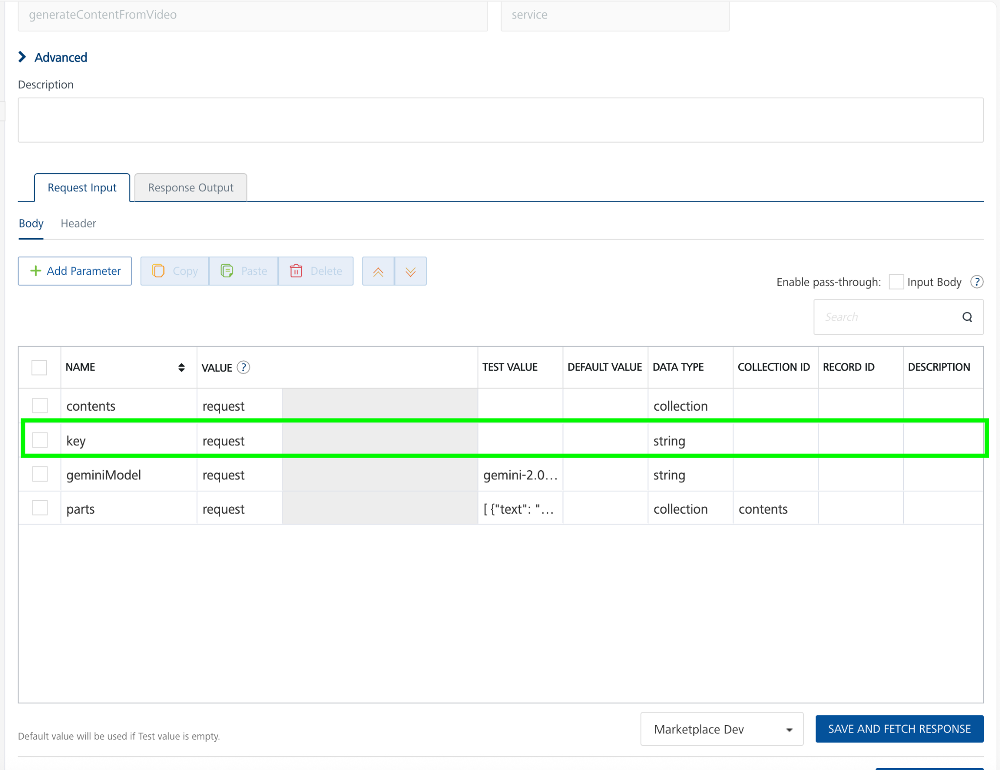 generateContentFromVideo service
Advanced
Description
Request Input Response Output
Body Header
Add Parameter Copy Paste Delete
Enable pass-through: Input Body ?
Search
NAME VALUE ? TEST VALUE DEFAULT VALUE DATA TYPE COLLECTION ID RECORD ID DESCRIPTION
contents request collection
key request string
geminiModel request gemini-2.0... string
parts request [ {"text": "... collection contents
Marketplace Dev SAVE AND FETCH RESPONSE
Default value will be used if Test value is empty.